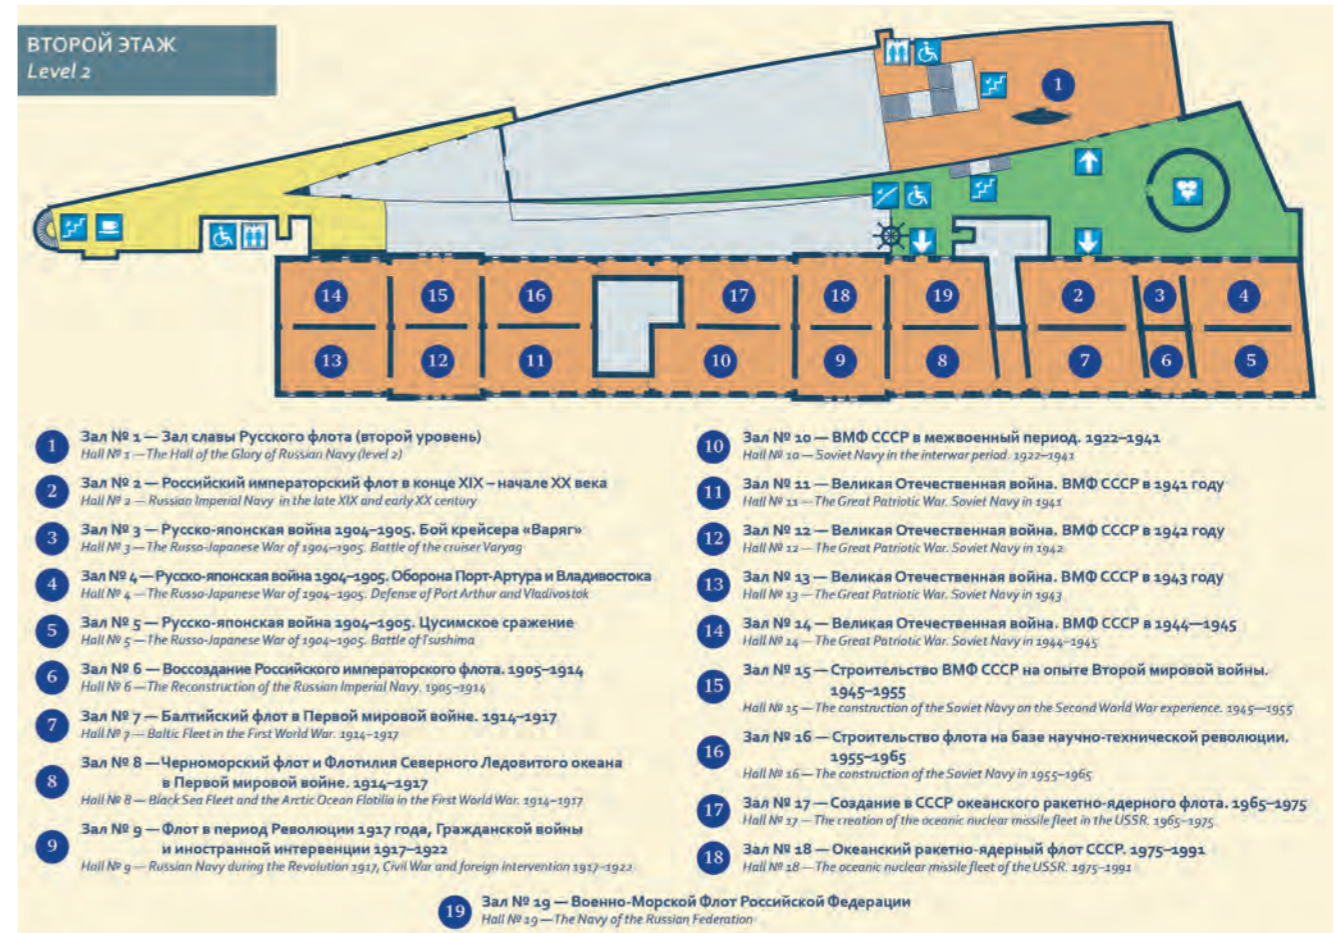 ВТОРОЙ ЭТАЖ
Level 2
1
14
15
16
17
18
19
2
3
4
13
12
11
10
9
8
7
6
5
1
Зал № 1 — Зал славы Русского флота (второй уровень)
Hall № 1 — The Hall of the Glory of Russian Navy (level 2)
2
Зал № 2 — Российский императорский флот в конце XIX – начале XX века
Hall № 2 — Russian Imperial Navy in the late XIX and early XX century
3
Зал № 3 — Русско-японская война 1904–1905. Бой крейсера «Варяг»
Hall № 3 — The Russo-Japanese War of 1904–1905. Battle of the cruiser Varyag
4
Зал № 4 — Русско-японская война 1904–1905. Оборона Порт-Артура и Владивостока
Hall № 4 — The Russo-Japanese War of 1904–1905. Defense of Port Arthur and Vladivostok
5
Зал № 5 — Русско-японская война 1904–1905. Цусимское сражение
Hall № 5 — The Russo-Japanese War of 1904–1905. Battle of Tsushima
6
Зал № 6 — Воссоздание Российского императорского флота. 1905–1914
Hall № 6 — The Reconstruction of the Russian Imperial Navy. 1905–1914
7
Зал № 7 — Балтийский флот в Первой мировой войне. 1914–1917
Hall № 7 — Baltic Fleet in the First World War. 1914–1917
8
Зал № 8 — Черноморский флот и Флотилия Северного Ледовитого океана
в Первой мировой войне. 1914–1917
Hall № 8 — Black Sea Fleet and the Arctic Ocean Flotilia in the First World War. 1914–1917
9
Зал № 9 — Флот в период Революции 1917 года, Гражданской войны
и иностранной интервенции 1917–1922
Hall № 9 — Russian Navy during the Revolution 1917, Civil War and foreign intervention 1917–1922
10
Зал № 10 — ВМФ СССР в межвоенный период. 1922–1941
Hall № 10 — Soviet Navy in the interwar period. 1922–1941
11
Зал № 11 — Великая Отечественная война. ВМФ СССР в 1941 году
Hall № 11 — The Great Patriotic War. Soviet Navy in 1941
12
Зал № 12 — Великая Отечественная война. ВМФ СССР в 1942 году
Hall № 12 — The Great Patriotic War. Soviet Navy in 1942
13
Зал № 13 — Великая Отечественная война. ВМФ СССР в 1943 году
Hall № 13 — The Great Patriotic War. Soviet Navy in 1943
14
Зал № 14 — Великая Отечественная война. ВМФ СССР в 1944—1945
Hall № 14 — The Great Patriotic War. Soviet Navy in 1944–1945
15
Зал № 15 — Строительство ВМФ СССР на опыте Второй мировой войны.
1945–1955
Hall № 15 — The construction of the Soviet Navy on the Second World War experience. 1945—1955
16
Зал № 16 — Строительство флота на базе научно-технической революции.
1955–1965
Hall № 16 — The construction of the Soviet Navy in 1955–1965
17
Зал № 17 — Создание в СССР океанского ракетно-ядерного флота. 1965–1975
Hall № 17 — The creation of the oceanic nuclear missile fleet in the USSR. 1965–1975
18
Зал № 18 — Океанский ракетно-ядерный флот СССР. 1975–1991
Hall № 18 — The oceanic nuclear missile fleet of the USSR. 1975–1991
19
Зал № 19 — Военно-Морской Флот Российской Федерации
Hall № 19 — The Navy of the Russian Federation